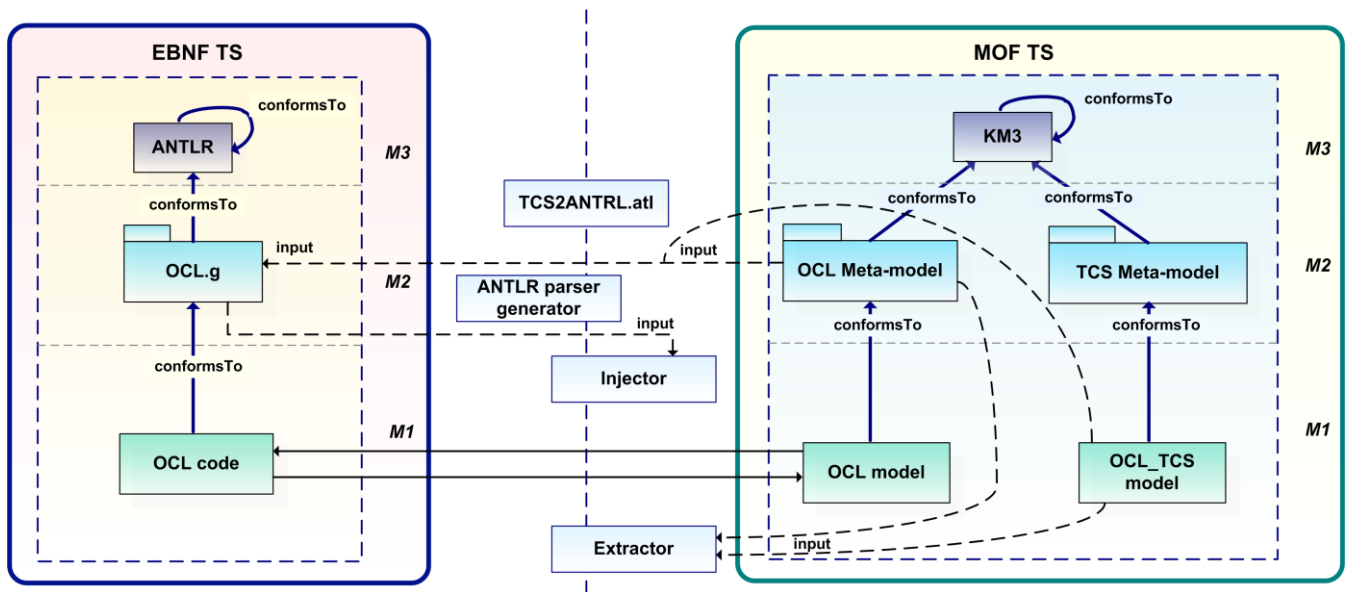 EBNF TS
MOF TS
conformsTo
ANTLR
M3
conformsTo
OCL.g
M2
conformsTo
OCL code
M1
TCS2ANTRL.atl
input
input
ANTLR parser
generator
input
Injector
Extractor
input
conformsTo
KM3
M3
conformsTo
conformsTo
OCL Meta-model
TCS Meta-model
M2
conformsTo
conformsTo
M1
OCL model
OCL_TCS
model